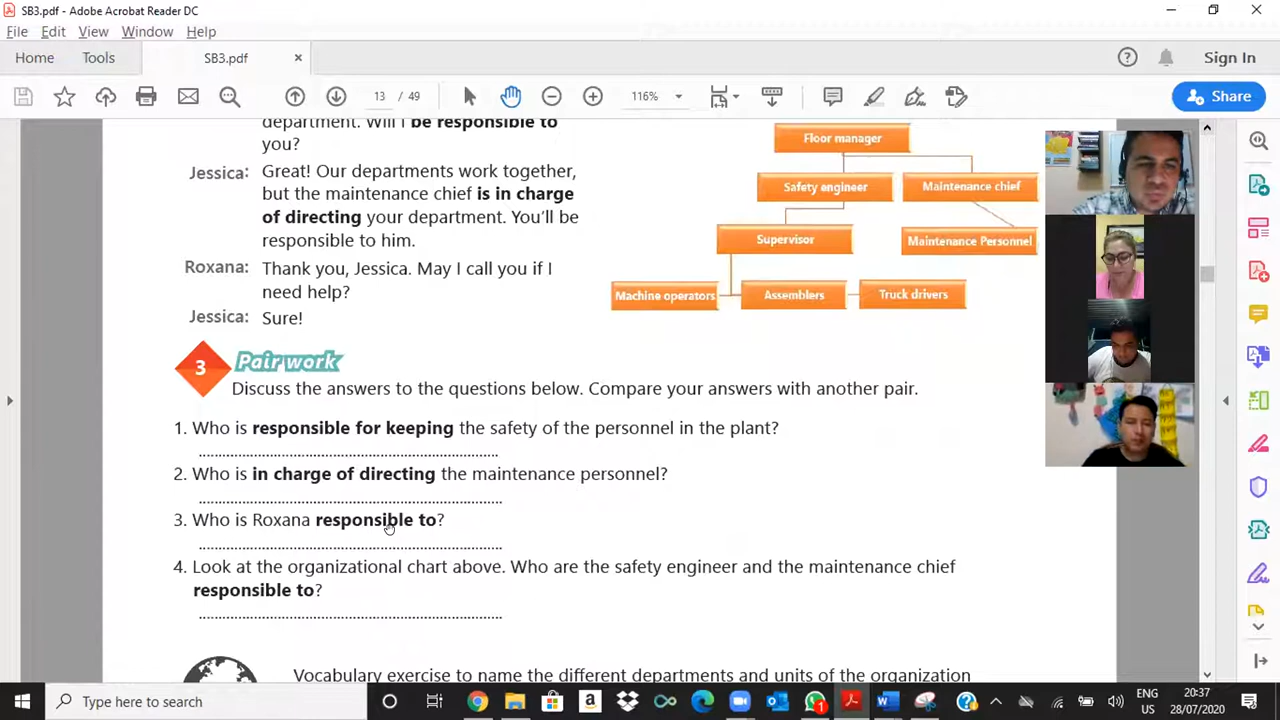 SB3.pdf - Adobe Acrobat Reader DC
File Edit View Window Help
Home Tools SB3.pdf × Sign In
13 / 49 116% Share
department. Will I be responsible to
you?
Jessica: Great! Our departments work together,
but the maintenance chief is in charge
of directing your department. You'll be
responsible to him.
Roxana: Thank you, Jessica. May I call you if I
need help?
Jessica: Sure!
Floor manager
Safety engineer Maintenance chief
Supervisor Maintenance Personnel
Machine operators Assemblers Truck drivers
3 Pair work
Discuss the answers to the questions below. Compare your answers with another pair.
1. Who is responsible for keeping the safety of the personnel in the plant?
2. Who is in charge of directing the maintenance personnel?
3. Who is Roxana responsible to?
4. Look at the organizational chart above. Who are the safety engineer and the maintenance chief
responsible to?
Vocabulary exercise to name the different departments and units of the organization
Type here to search
ENG 20:37
US 28/07/2020